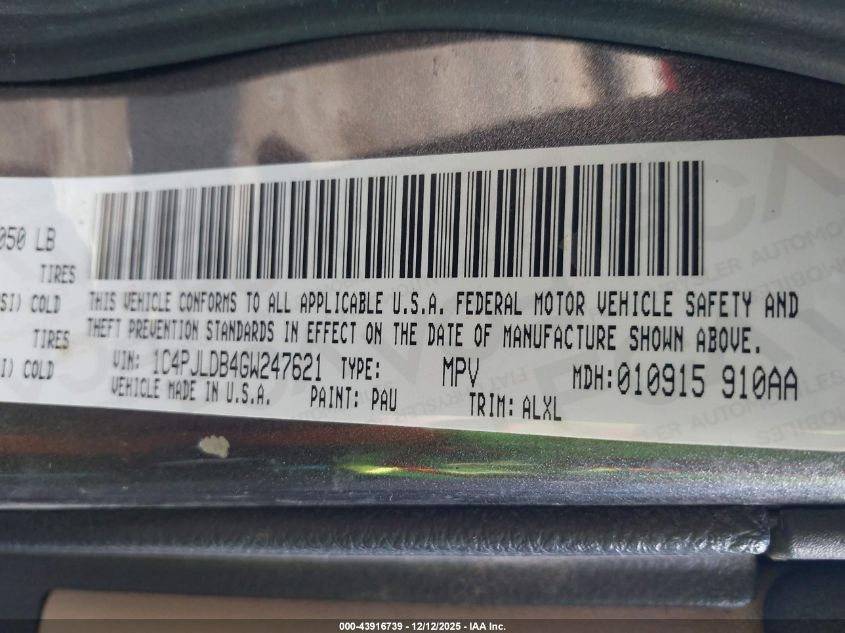 050 LB
TIRES
SI) COLD
TIRES
I) COLD
THIS VEHICLE CONFORMS TO ALL APPLICABLE U.S.A. FEDERAL MOTOR VEHICLE SAFETY AND
THEFT PREVENTION STANDARDS IN EFFECT ON THE DATE OF MANUFACTURE SHOWN ABOVE.
VIN: 1C4PJLDB4GW247621 TYPE: MPV MDH:010915 910AA
VEHICLE MADE IN U.S.A. PAINT: PAU TRIM: ALXL
000-43916739 - 12/12/2025 - IAA Inc.